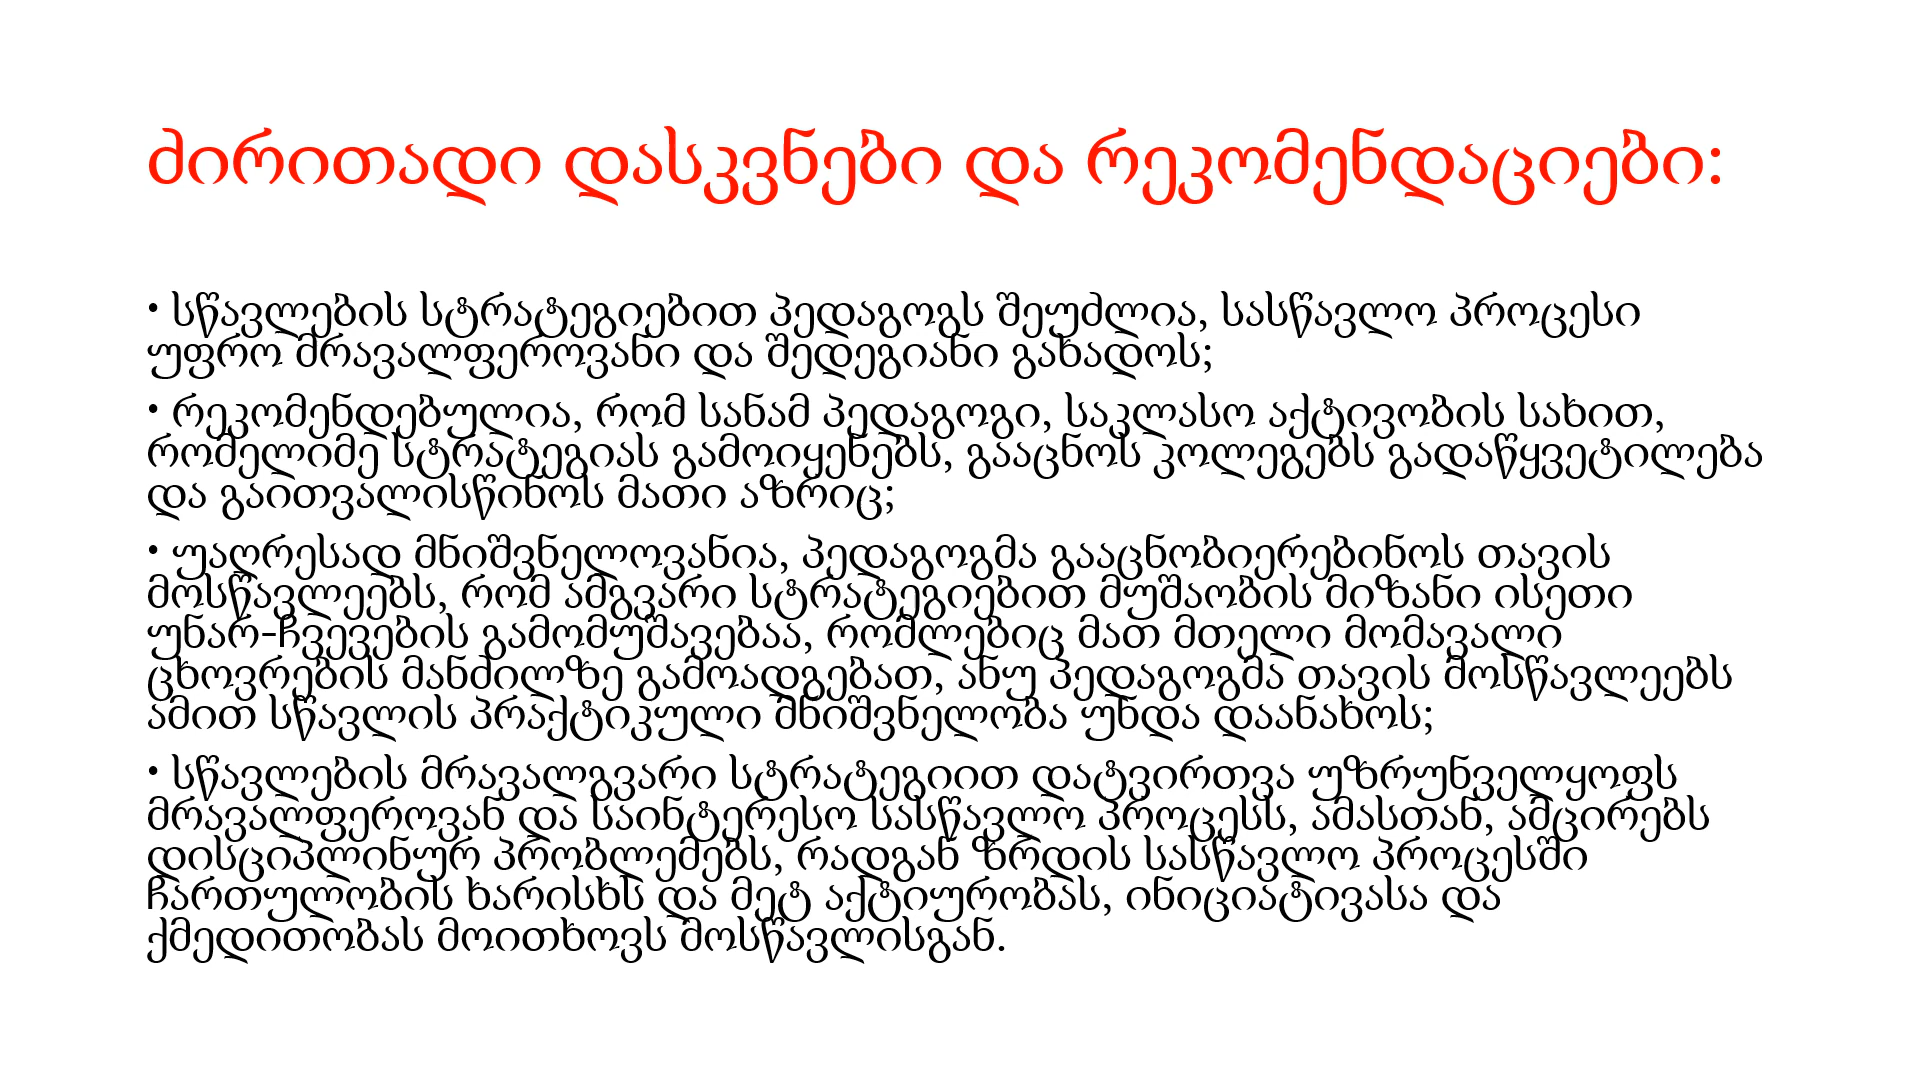 ძირითადი დასკვნები და რეკომენდაციები:
• სწავლების სტრატეგიებით პედაგოგს შეუძლია, სასწავლო პროცესი
უფრო მრავალფეროვანი და შედეგიანი გახადოს;
• რეკომენდებულია, რომ სანამ პედაგოგი, საკლასო აქტივობის სახით,
რომელიმე სტრატეგიას გამოიყენებს, გააცნოს კოლეგებს გადაწყვეტილება
და გაითვალისწინოს მათი აზრიც;
• უაღრესად მნიშვნელოვანია, პედაგოგმა გააცნობიერებინოს თავის
მოსწავლეებს, რომ ამგვარი სტრატეგიებით მუშაობის მიზანი ისეთი
უნარ-ჩვევების გამომუშავებაა, რომლებიც მათ მთელი მომავალი
ცხოვრების მანძილზე გამოადგებათ, ანუ პედაგოგმა თავის მოსწავლეებს
ამით სწავლის პრაქტიკული მნიშვნელობა უნდა დაანახოს;
• სწავლების მრავალგვარი სტრატეგიით დატვირთვა უზრუნველყოფს
მრავალფეროვან და საინტერესო სასწავლო პროცესს, ამასთან, ამცირებს
დისციპლინურ პრობლემებს, რადგან ზრდის სასწავლო პროცესში
ჩართულობის ხარისხს და მეტ აქტიურობას, ინიციატივასა და
ქმედითობას მოითხოვს მოსწავლისგან.